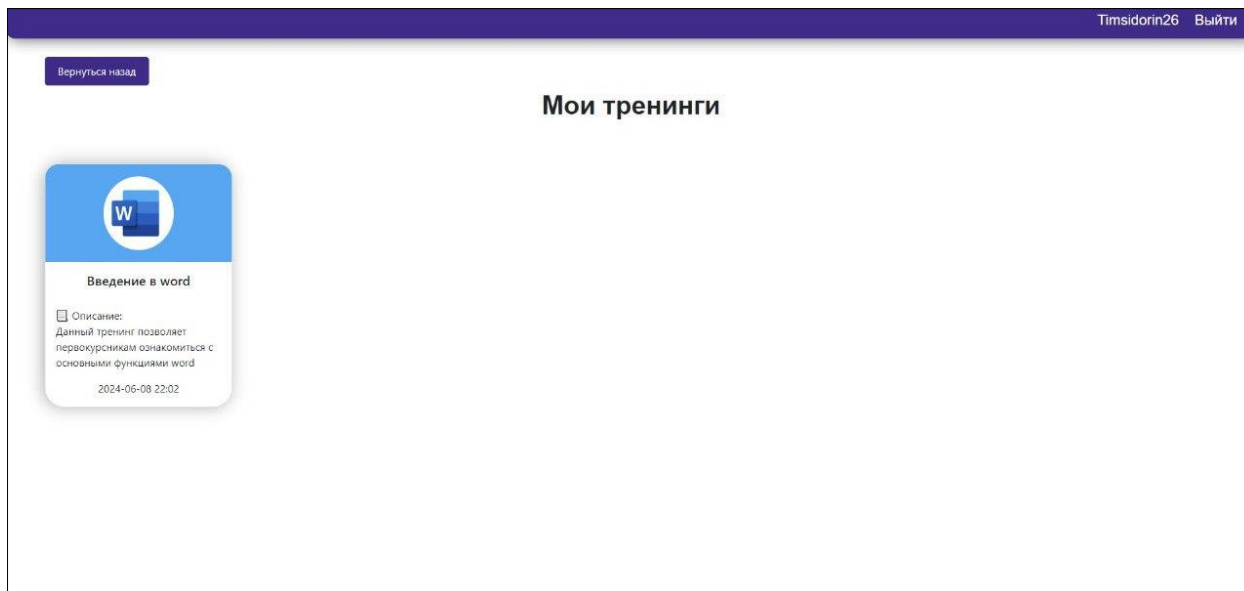 Timsidorin26 Выйти
Вернуться назад
Мои тренинги
W
Введение в word
Описание:
Данный тренинг позволяет
первокурсникам ознакомиться с
основными функциями word
2024-06-08 22:02